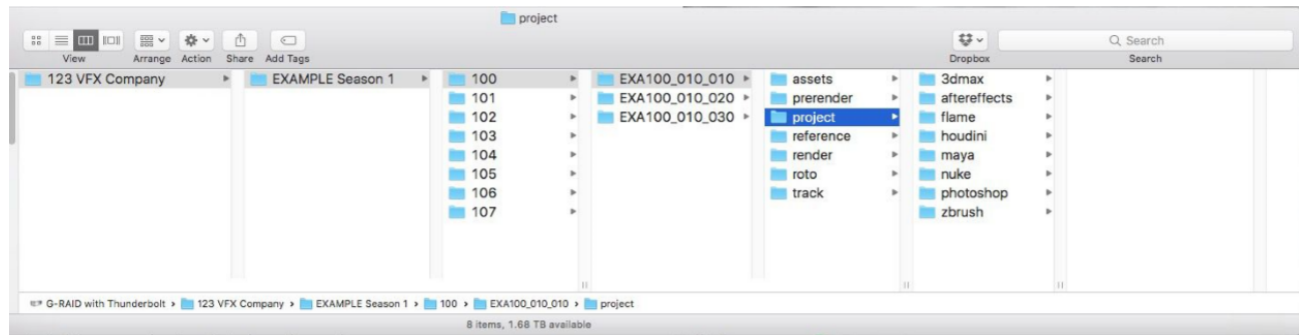 project
View Arrange Action Share Add Tags Dropbox Search
Search
123 VFX Company
EXAMPLE Season 1
100
101
102
103
104
105
106
107
EXA100_010_010
EXA100_010_020
EXA100_010_030
assets
prerender
project
reference
render
roto
track
3dmax
aftereffects
flame
houdini
maya
nuke
photoshop
zbrush
G-RAID with Thunderbolt › 123 VFX Company › EXAMPLE Season 1 › 100 › EXA100_010_010 › project
8 items, 1.68 TB available